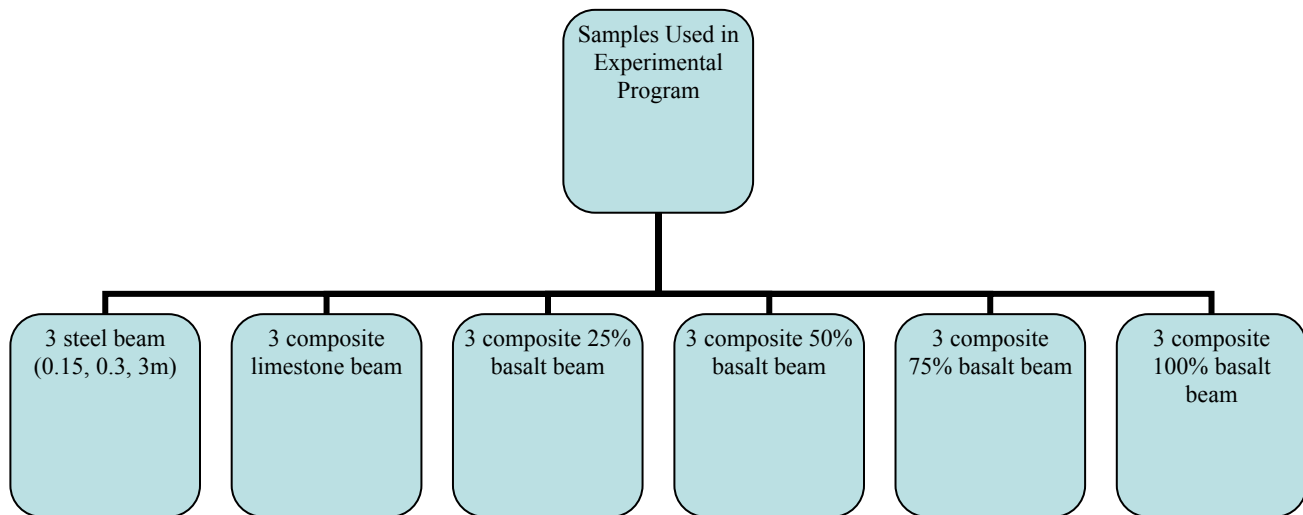 Samples Used in
Experimental
Program
3 steel beam
(0.15, 0.3, 3m)
3 composite
limestone beam
3 composite 25%
basalt beam
3 composite 50%
basalt beam
3 composite
75% basalt beam
3 composite
100% basalt
beam